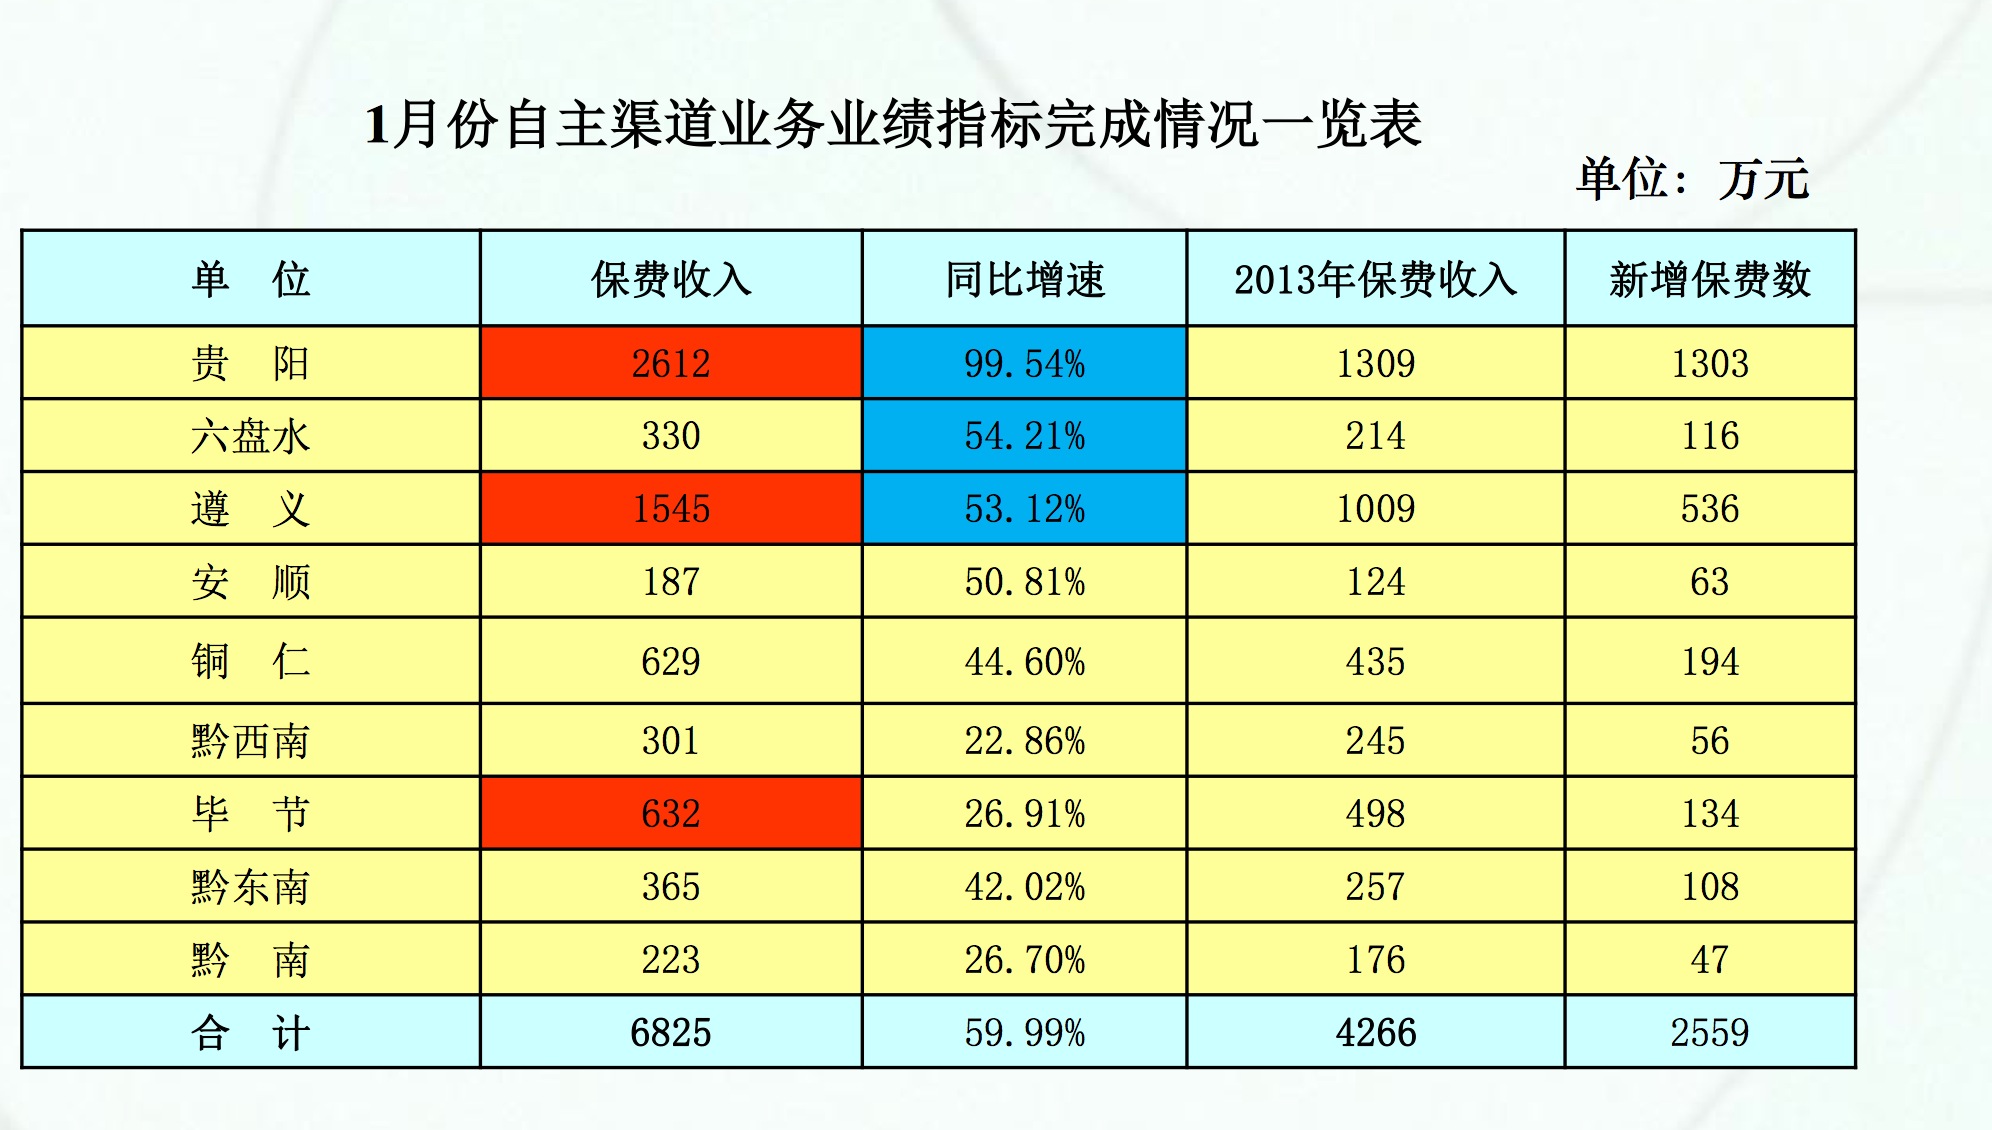 1月份自主渠道业务业绩指标完成情况一览表
单位：万元
单 位 保费收入 同比增速 2013年保费收入 新增保费数
贵 阳 2612 99.54% 1309 1303
六盘水 330 54.21% 214 116
遵 义 1545 53.12% 1009 536
安 顺 187 50.81% 124 63
铜 仁 629 44.60% 435 194
黔西南 301 22.86% 245 56
毕 节 632 26.91% 498 134
黔东南 365 42.02% 257 108
黔 南 223 26.70% 176 47
合 计 6825 59.99% 4266 2559